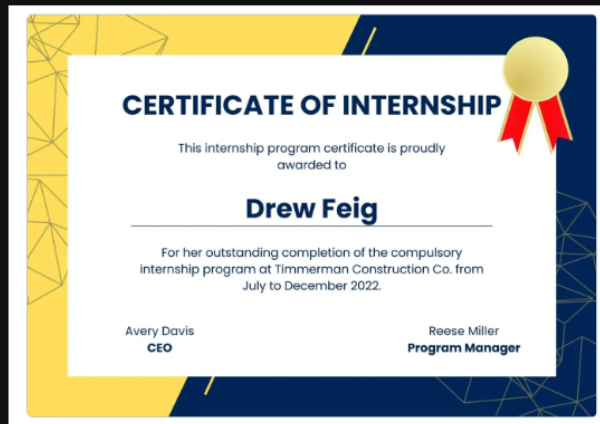 CERTIFICATE OF INTERNSHIP
This internship program certificate is proudly
awarded to
Drew Feig
For her outstanding completion of the compulsory
internship program at Timmerman Construction Co. from
July to December 2022.
Avery Davis
CEO
Reese Miller
Program Manager